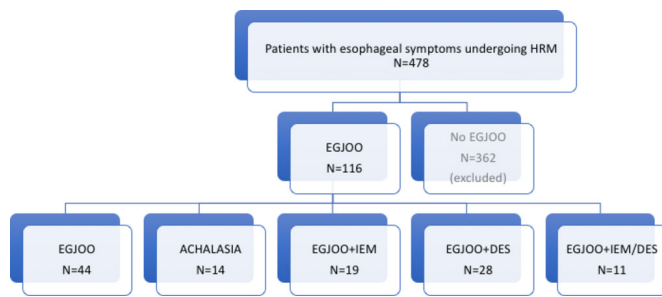 Patients with esophageal symptoms undergoing HRM
N=478
EGJOO
N=116
No EGJOO
N=362
(excluded)
EGJOO
N=44
ACHALASIA
N=14
EGJOO+IEM
N=19
EGJOO+DES
N=28
EGJOO+IEM/DES
N=11